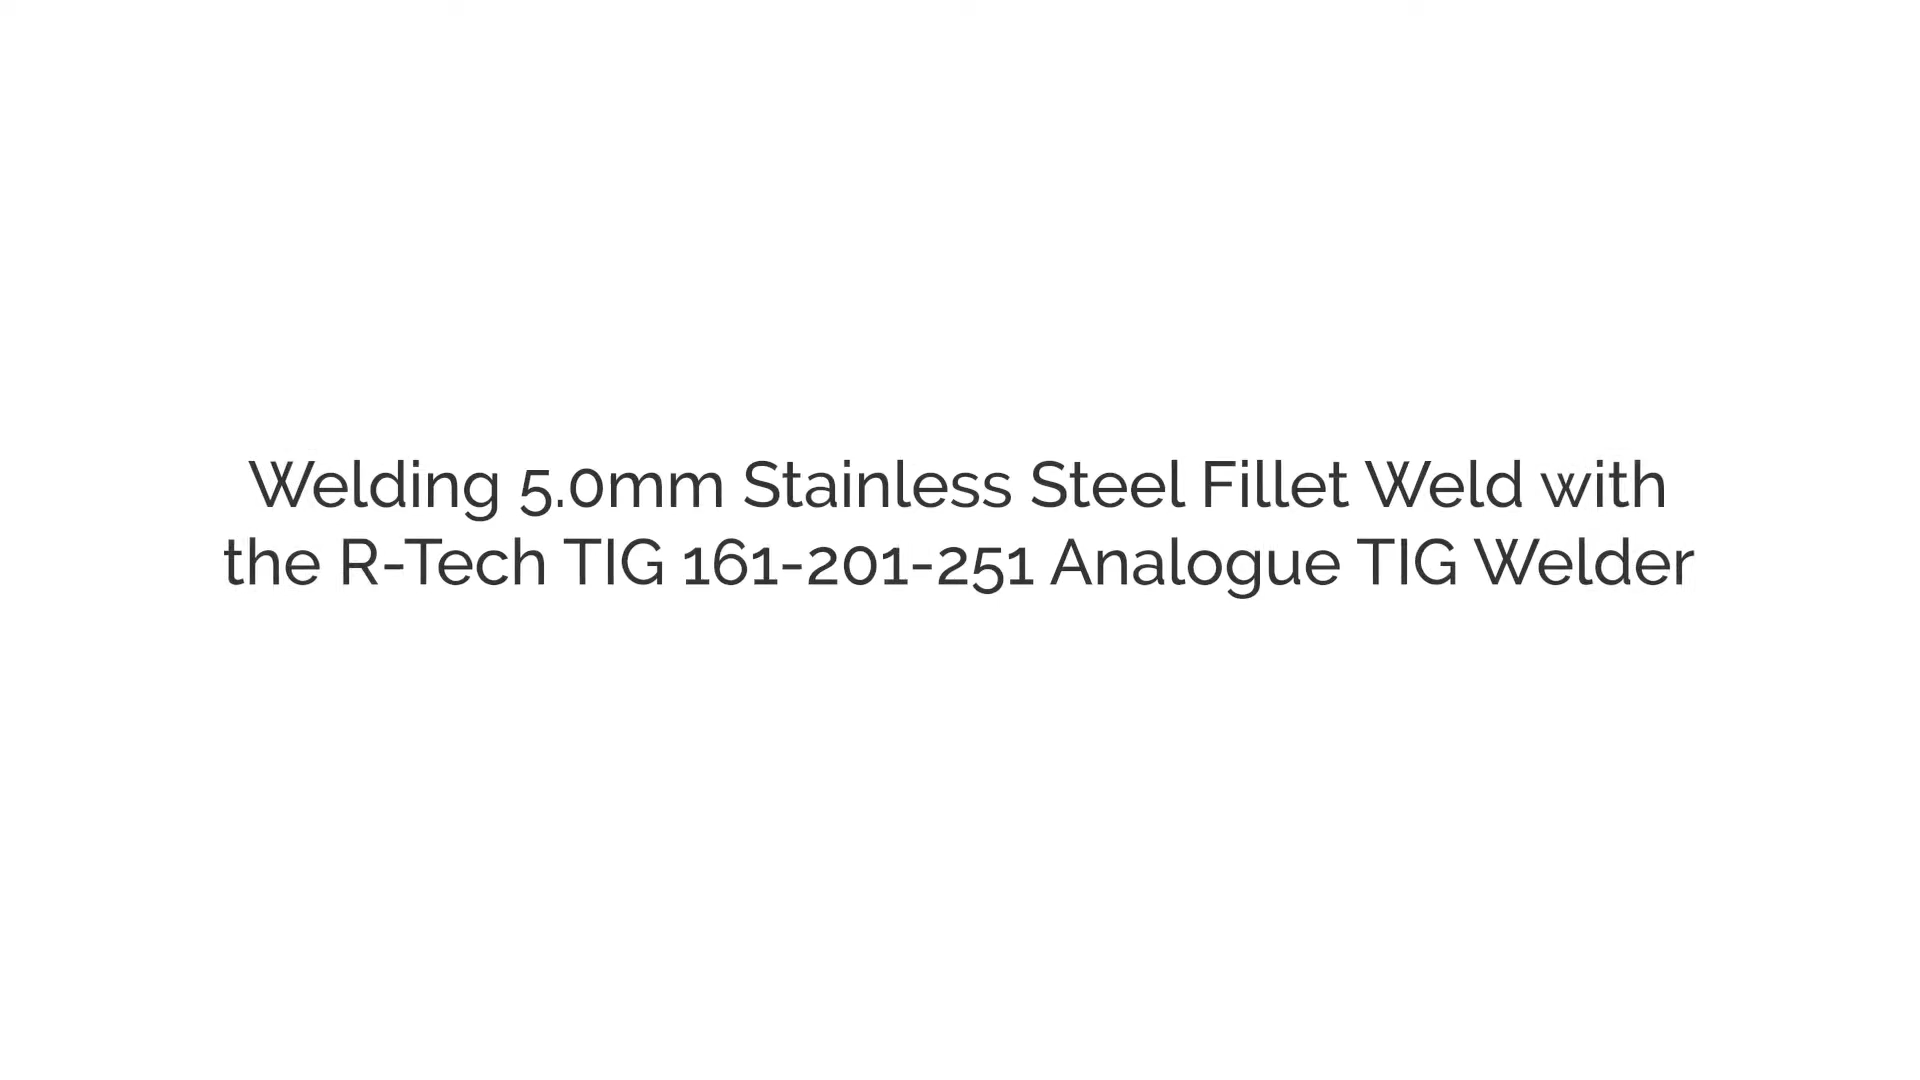 Welding 5.0mm Stainless Steel Fillet Weld with
the R-Tech TIG 161-201-251 Analogue TIG Welder